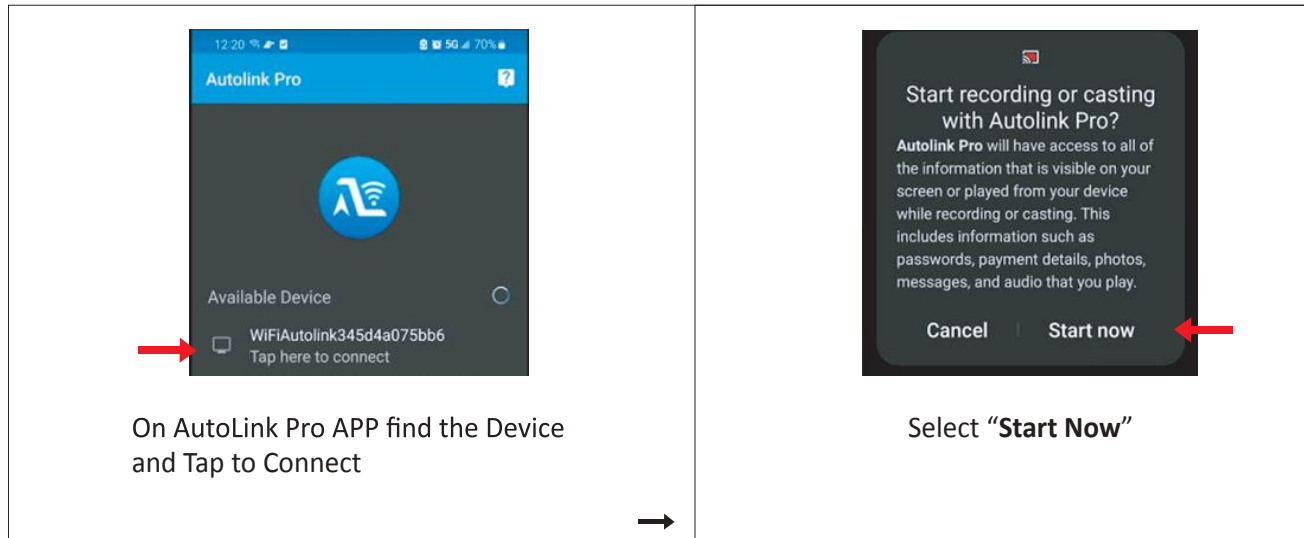 12:20
5G 70%
Autolink Pro
?
Available Device
WiFiAutolink345d4a075bb6
Tap here to connect
On AutoLink Pro APP find the Device
and Tap to Connect
Start recording or casting
with Autolink Pro?
Autolink Pro will have access to all of
the information that is visible on your
screen or played from your device
while recording or casting. This
includes information such as
passwords, payment details, photos,
messages, and audio that you play.
Cancel
Start now
Select “Start Now”